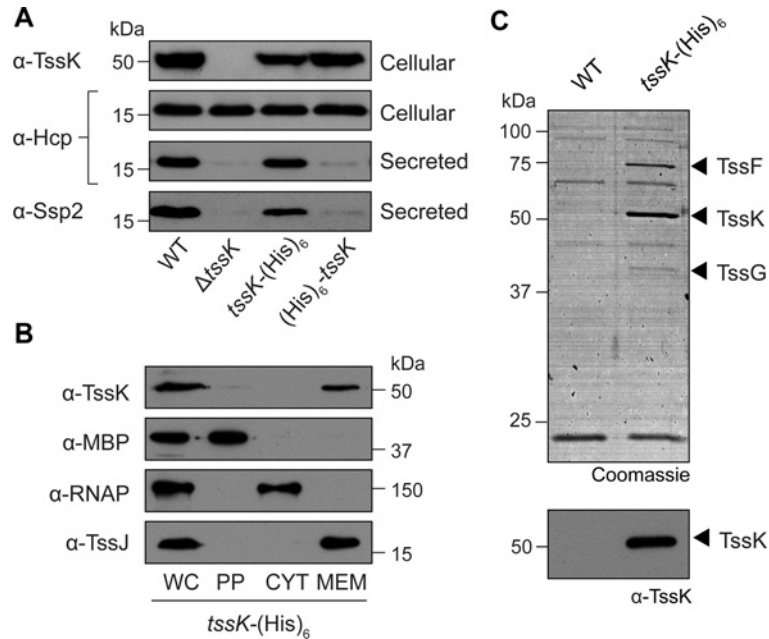 A
kDa
α-TssK
50
Cellular
α-Hcp
15
Cellular
15
Secreted
α-Ssp2
15
Secreted
WT
ΔtssK
tssK-(His)6
(His)6-tssK
B
kDa
α-TssK
50
α-MBP
37
α-RNAP
150
α-TssJ
15
WC PP CYT MEM
tssK-(His)6
C
WT
tssK-(His)6
kDa
100
75
TssF
50
TssK
TssG
37
25
Coomassie
50
TssK
α-TssK